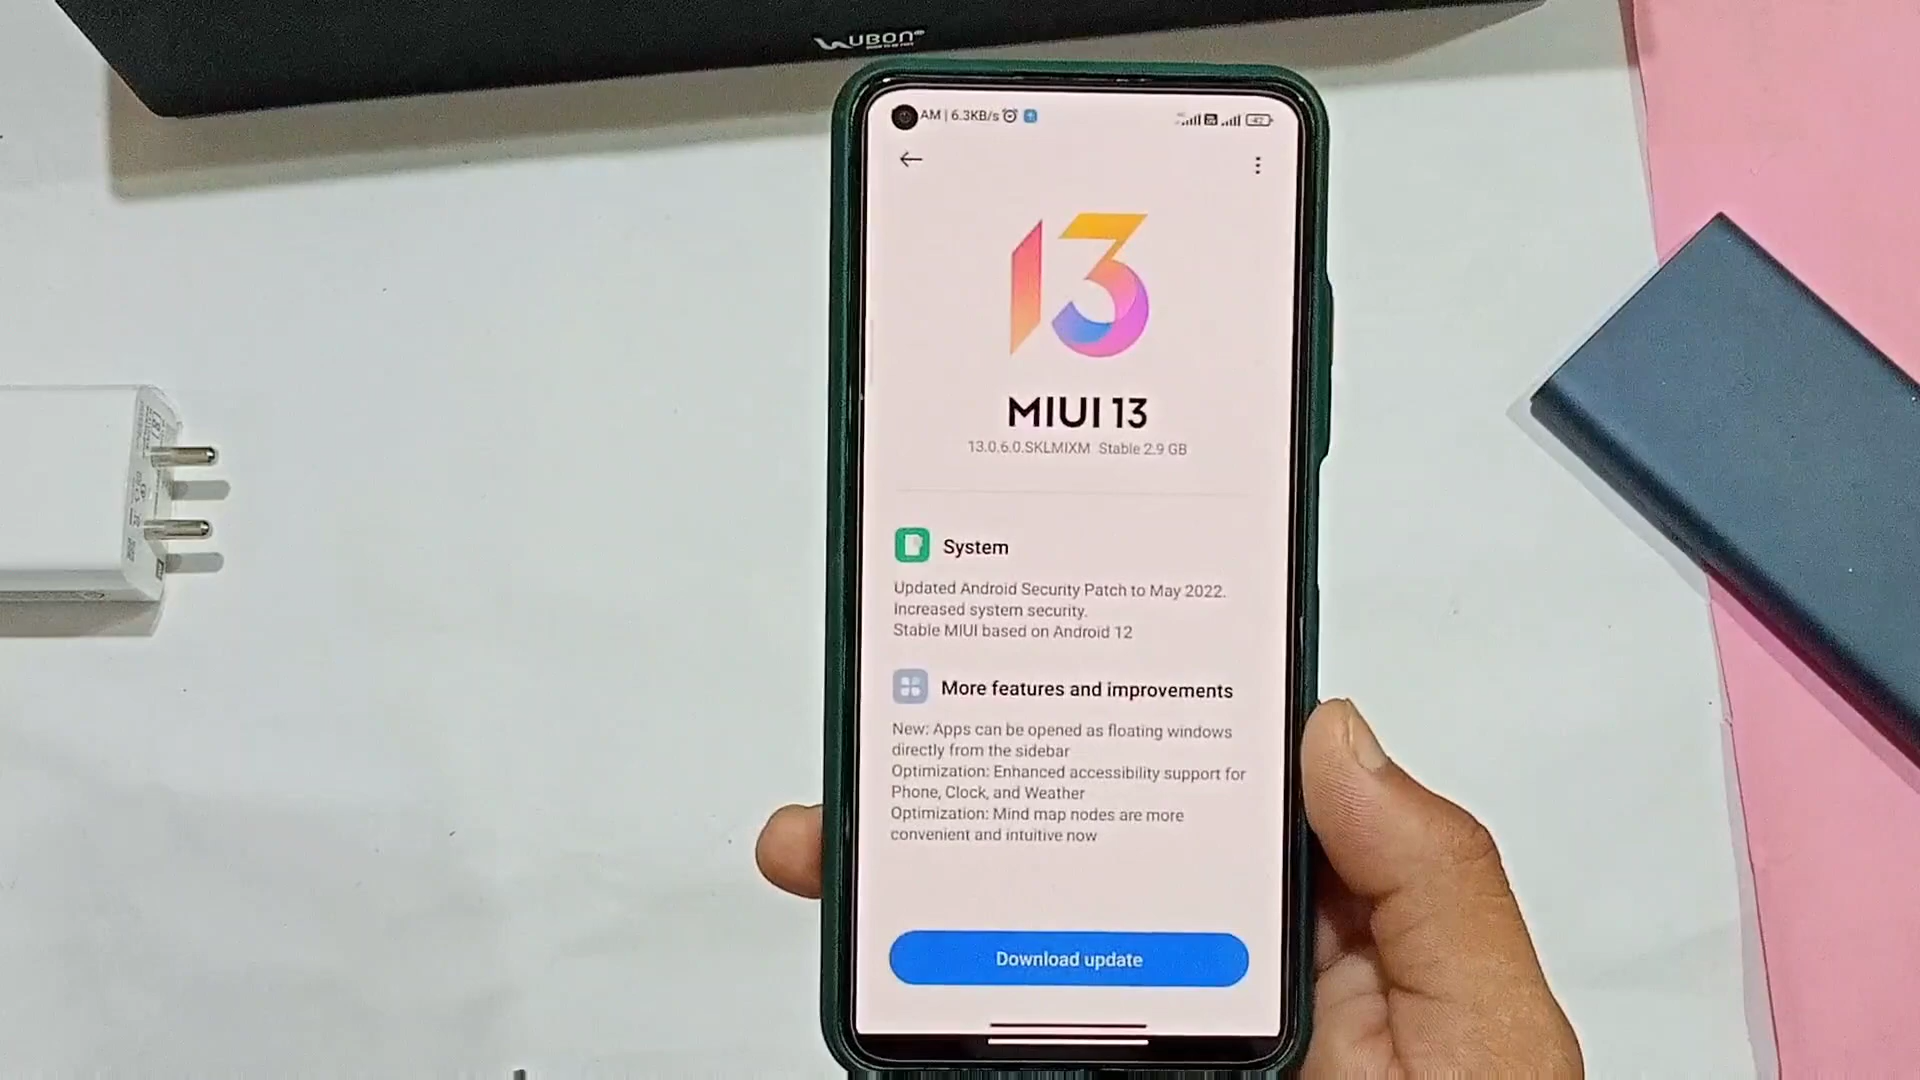 UBON
AM | 6.3KB/s
42
13
MIUI 13
13.0.6.0.SKLMIXM Stable 2.9 GB
System
Updated Android Security Patch to May 2022.
Increased system security.
Stable MIUI based on Android 12
More features and improvements
New: Apps can be opened as floating windows
directly from the sidebar
Optimization: Enhanced accessibility support for
Phone, Clock, and Weather
Optimization: Mind map nodes are more
convenient and intuitive now
Download update